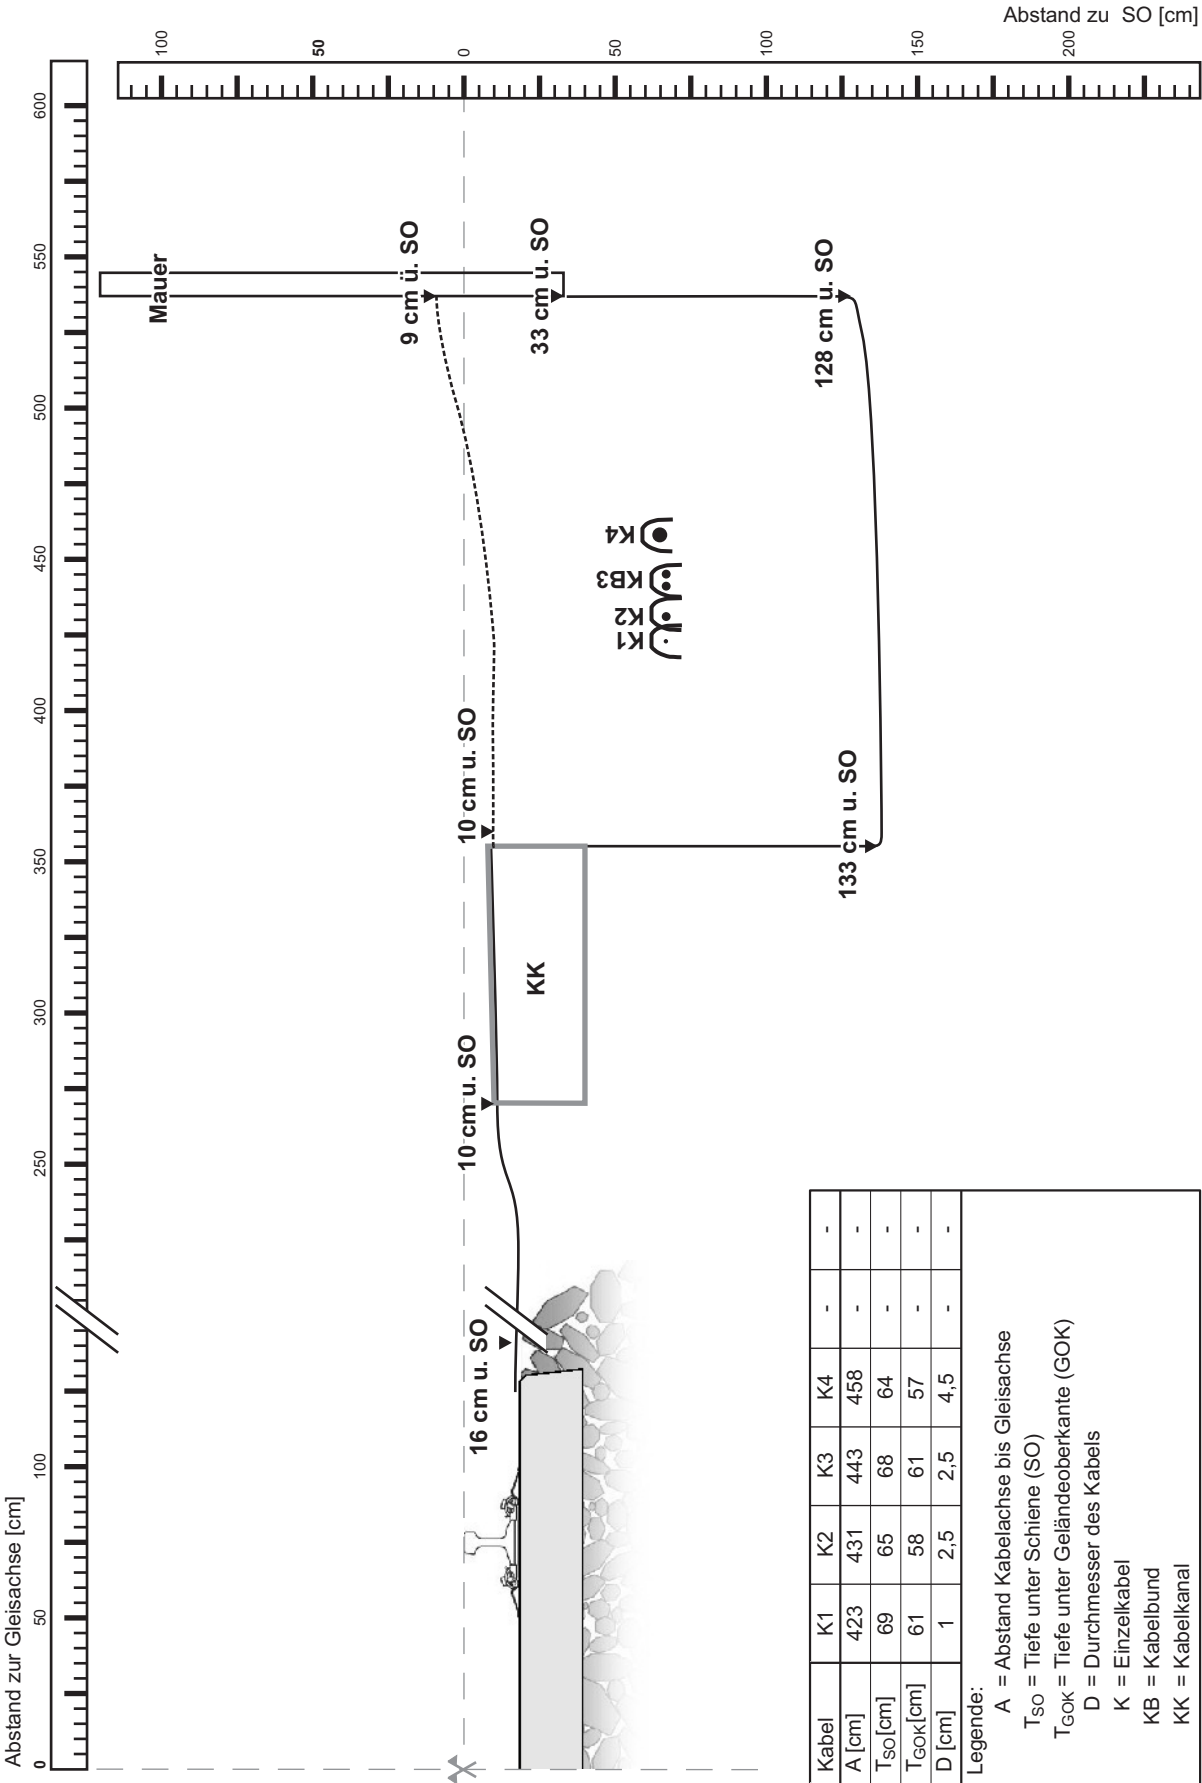 Abstand zur Gleisachse [cm]
0 50 100 250 300 350 400 450 500 550 600
Abstand zu SO [cm]
100
50
0
50
100
150
200
Mauer
9 cm ü. SO
33 cm u. SO
128 cm u. SO
16 cm u. SO
10 cm u. SO
10 cm u. SO
133 cm u. SO
KK
K1
K2
KB3
K4
Kabel K1 K2 K3 K4 - -
A [cm] 423 431 443 458 - -
TSO [cm] 69 65 68 64 - -
TGOK [cm] 61 58 61 57 - -
D [cm] 1 2,5 2,5 4,5 - -
Legende:
A = Abstand Kabelachse bis Gleisachse
TSO = Tiefe unter Schiene (SO)
TGOK = Tiefe unter Geländeoberkante (GOK)
D = Durchmesser des Kabels
K = Einzelkabel
KB = Kabelbund
KK = Kabelkanal